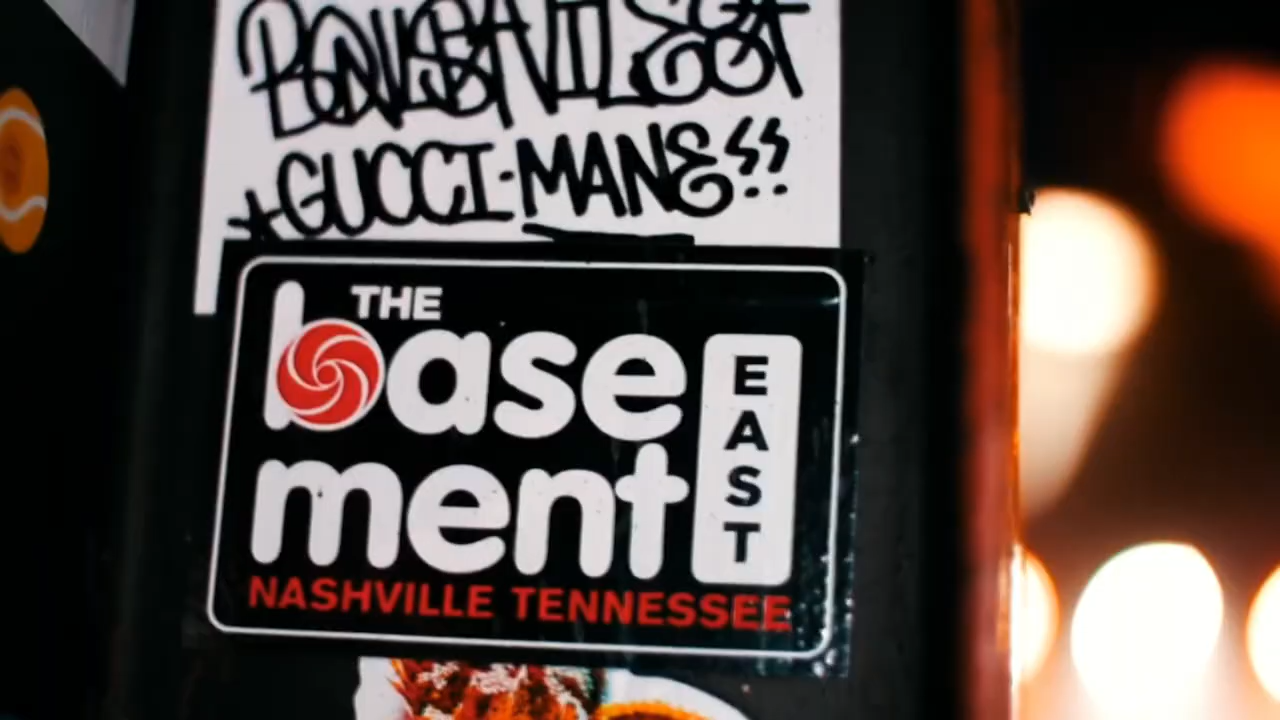 GUCCI-MANE!!
THE
basement
EAST
NASHVILLE TENNESSEE